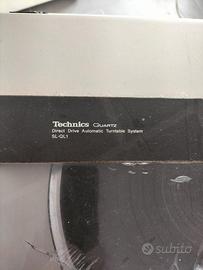 Technics QUARTZ
Direct Drive Automatic Turntable System
SL-QL1
subito